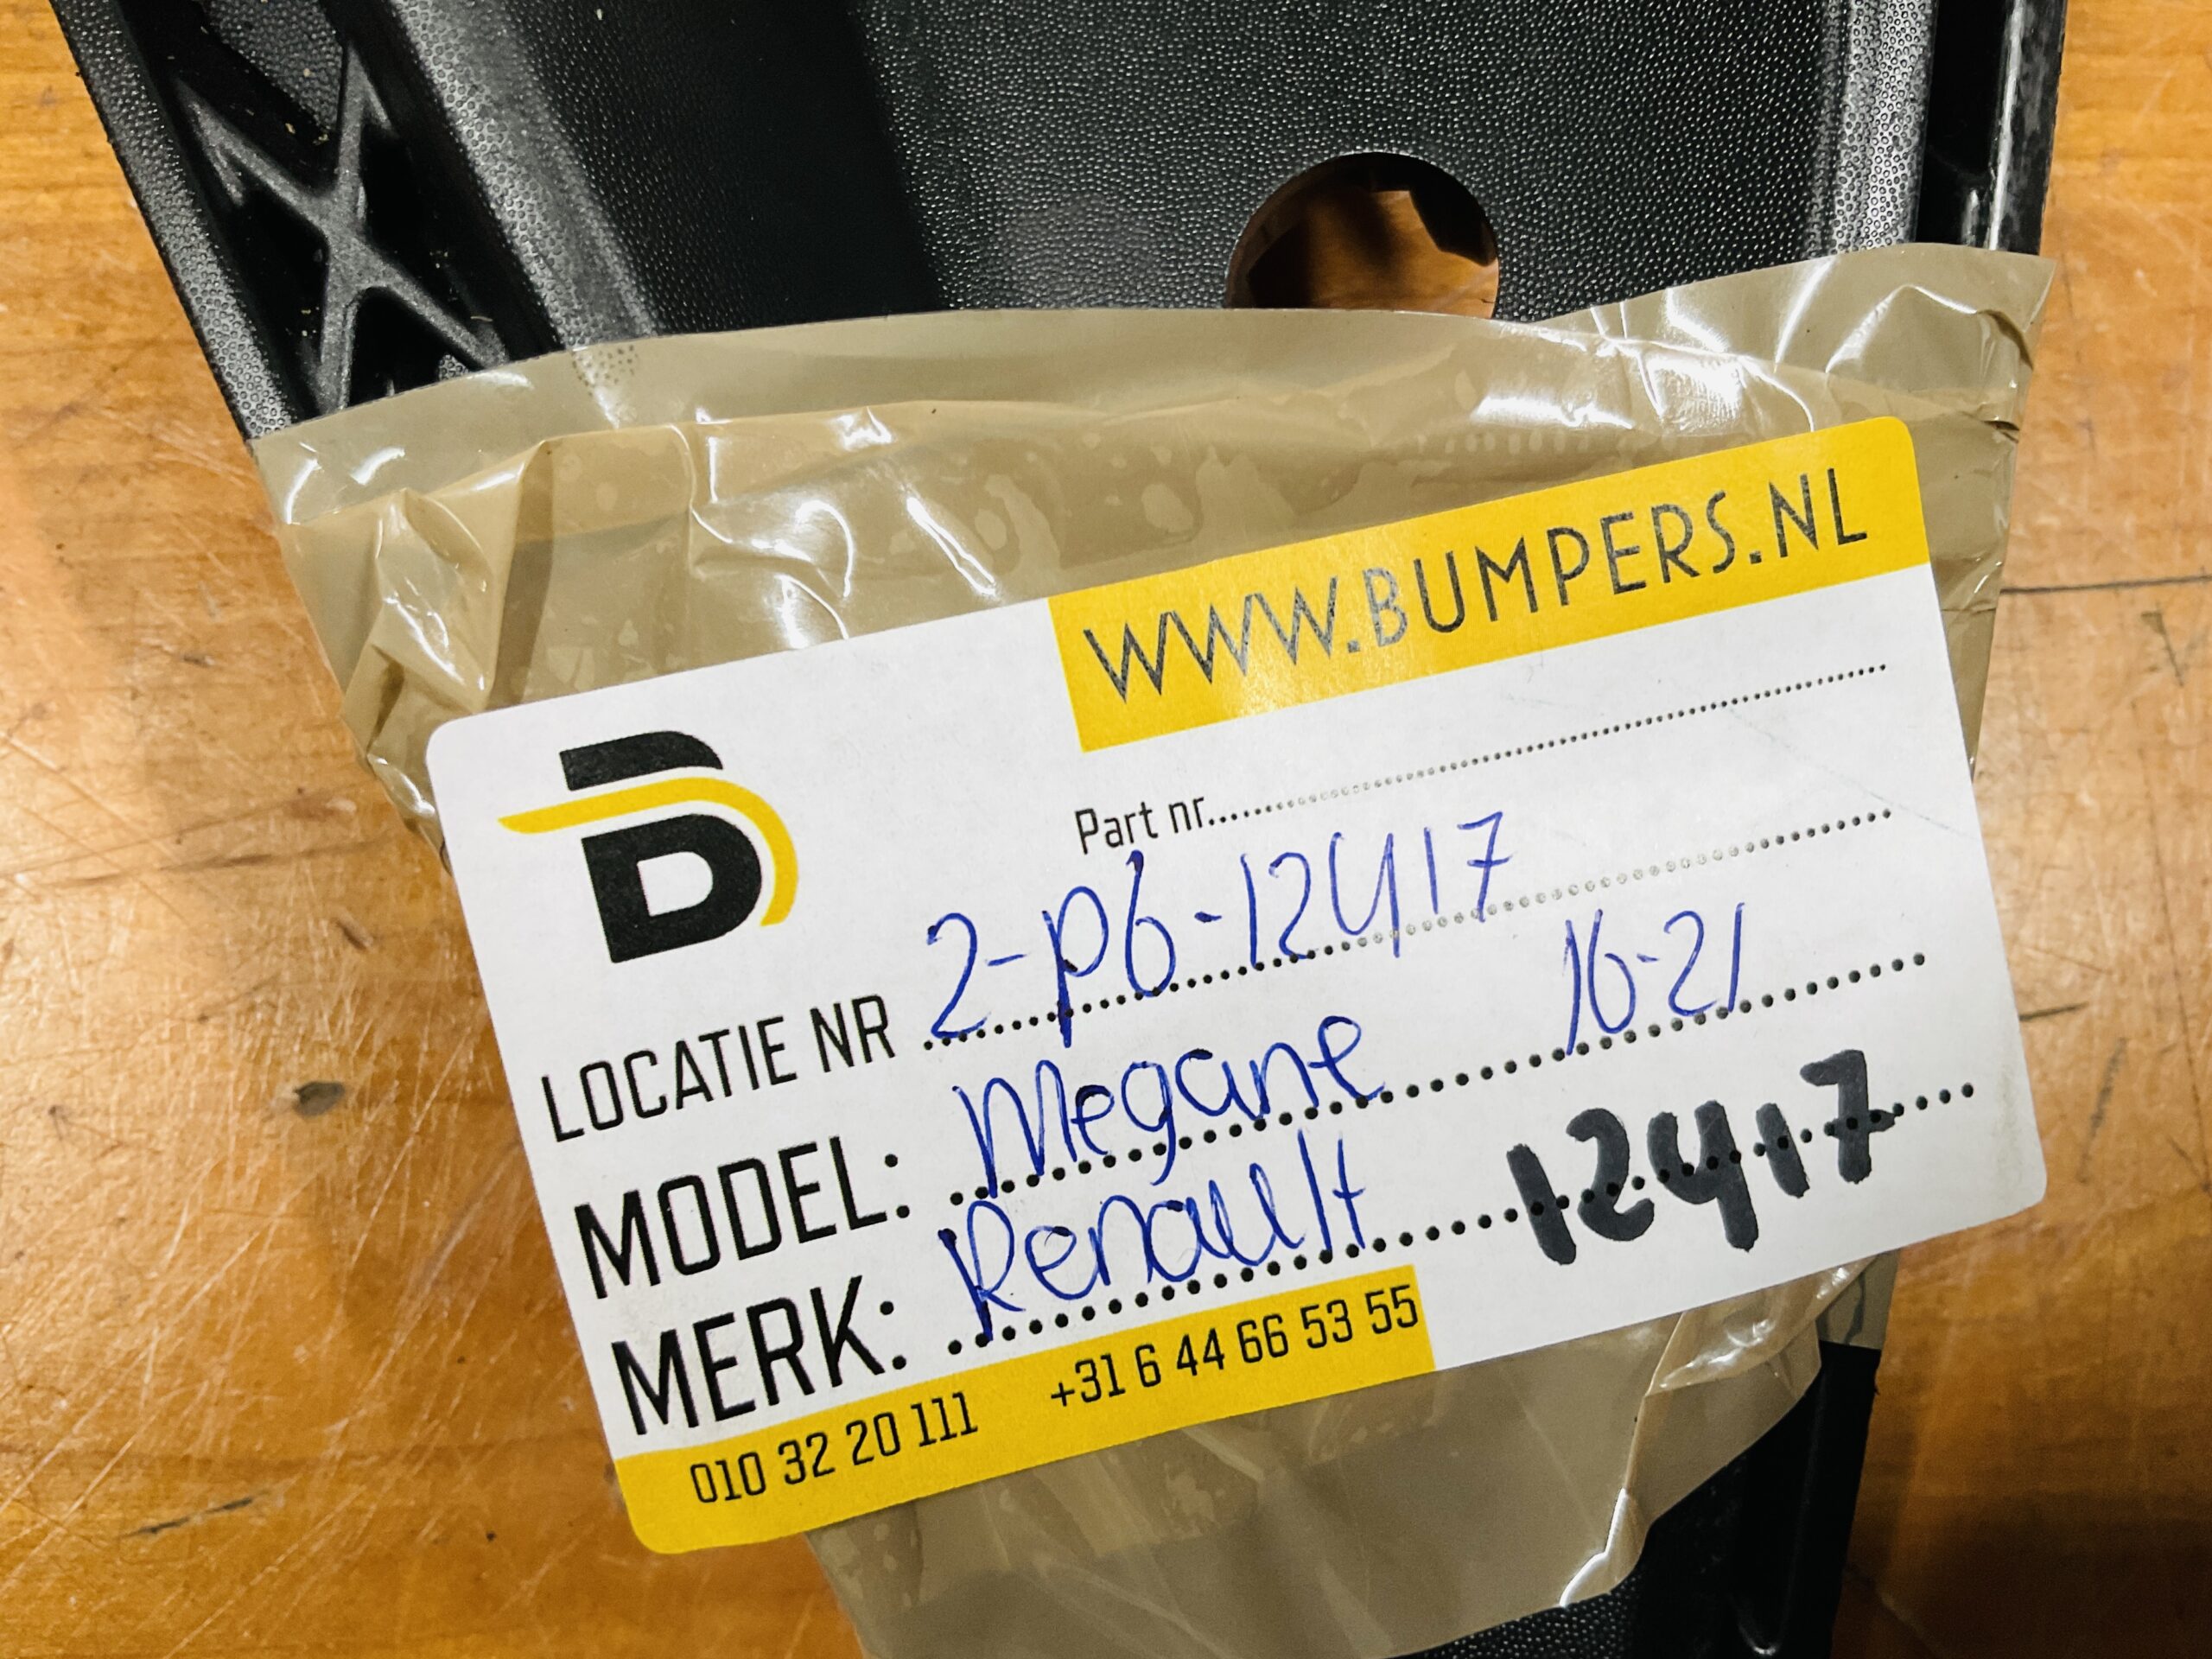 WWW.BUMPERS.NL
B
Part nr..............................
LOCATIE NR 2-P6-12417
MODEL: Megane 16-21
MERK: Renault 12417
010 32 20 111 +31 6 44 66 53 55